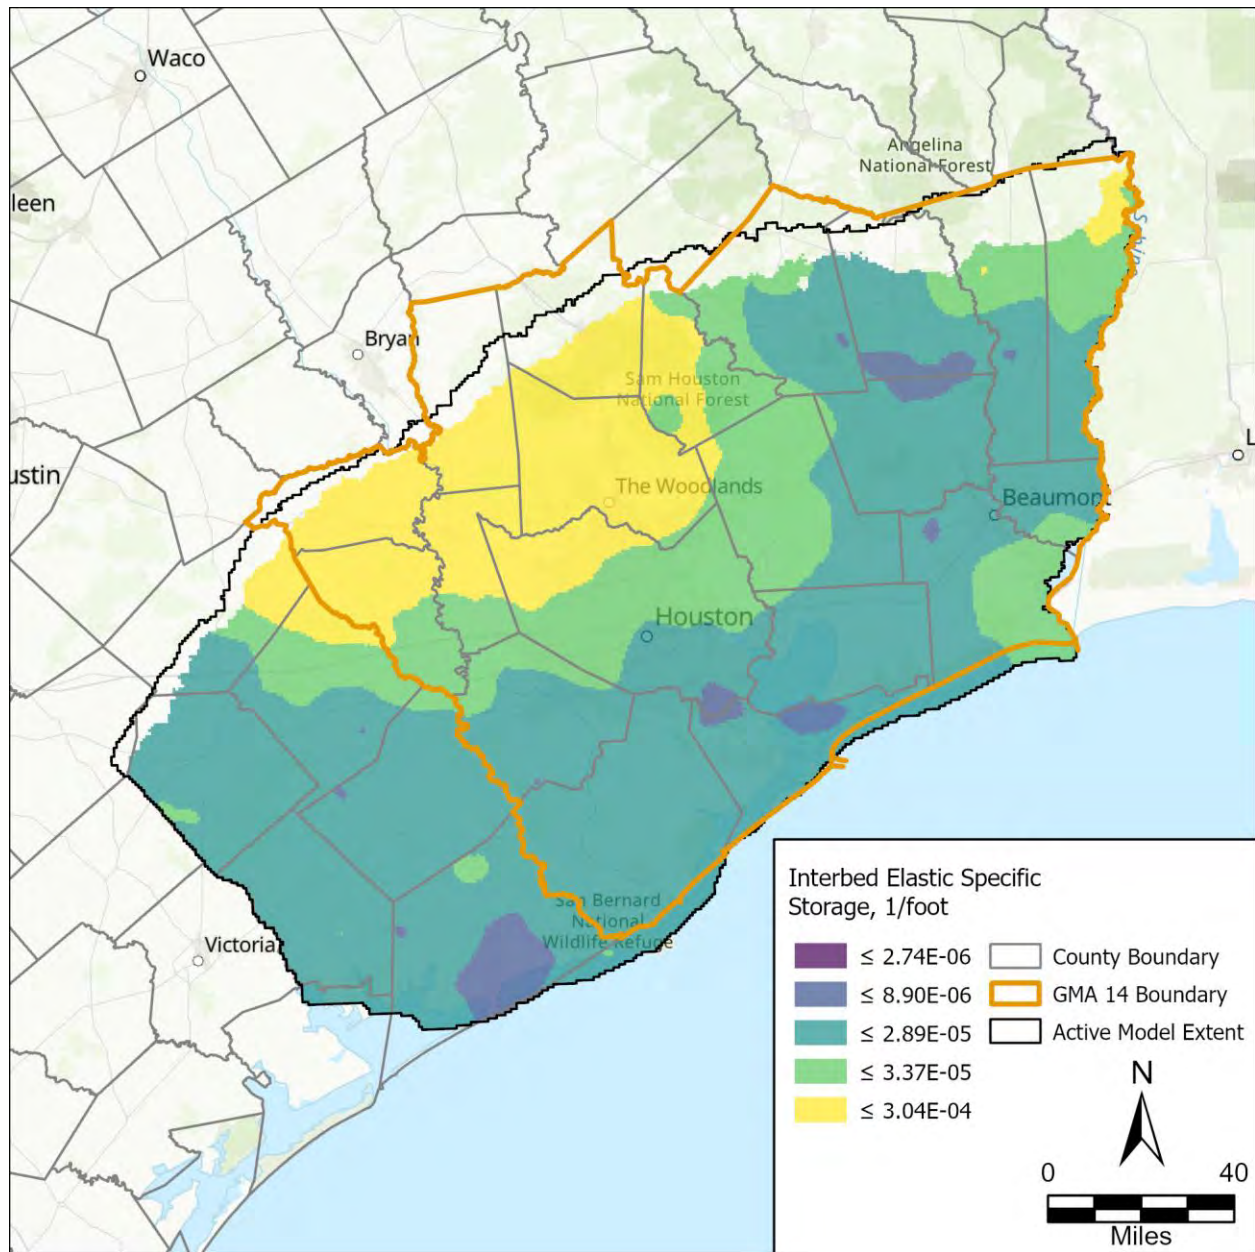 Waco
Angelina
National Forest
leen
Bryan
Sam Houston
National Forest
ustin
The Woodlands
Beaumont
L
Houston
San Bernard
National
Wildlife Refuge
Victoria
Interbed Elastic Specific
Storage, 1/foot
≤ 2.74E-06
≤ 8.90E-06
≤ 2.89E-05
≤ 3.37E-05
≤ 3.04E-04
County Boundary
GMA 14 Boundary
Active Model Extent
N
0 40
Miles